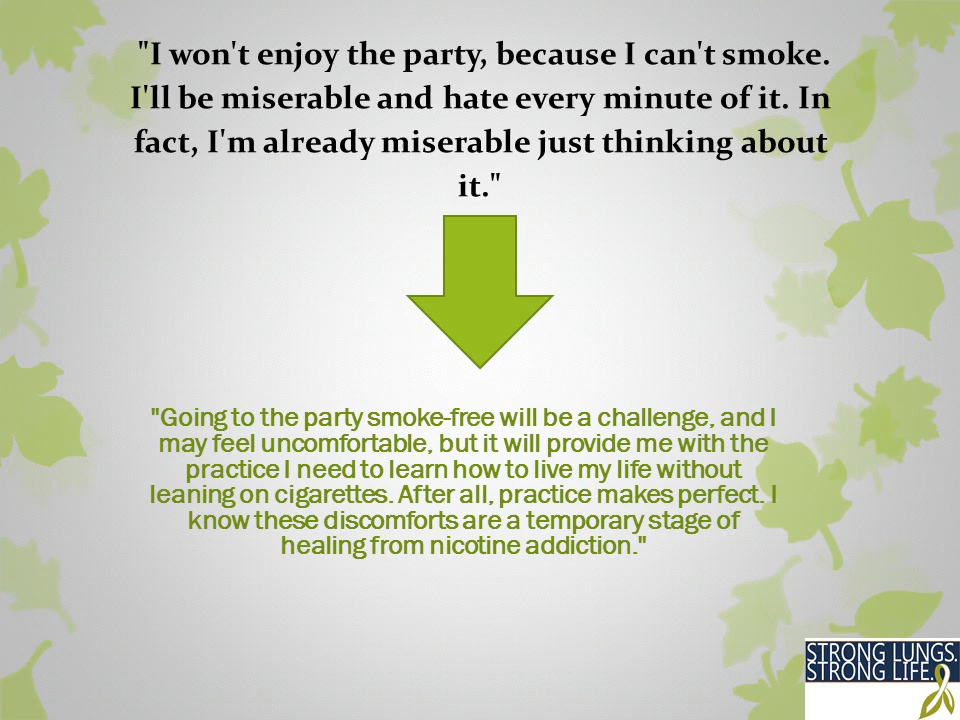 "I won't enjoy the party, because I can't smoke.
I'll be miserable and hate every minute of it. In
fact, I'm already miserable just thinking about
it."
"Going to the party smoke-free will be a challenge, and I
may feel uncomfortable, but it will provide me with the
practice I need to learn how to live my life without
leaning on cigarettes. After all, practice makes perfect. I
know these discomforts are a temporary stage of
healing from nicotine addiction."
STRONG LUNGS.
STRONG LIFE.